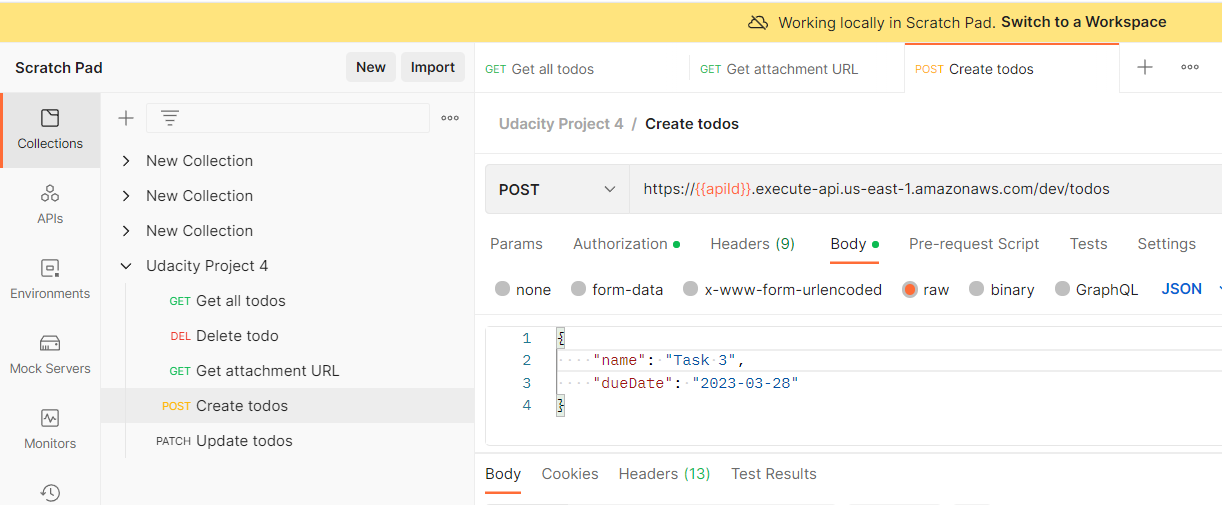 Working locally in Scratch Pad. Switch to a Workspace
Scratch Pad
New
Import
GET Get all todos
GET Get attachment URL
POST Create todos
Collections
APIs
Environments
Mock Servers
Monitors
New Collection
New Collection
New Collection
Udacity Project 4
GET Get all todos
DEL Delete todo
GET Get attachment URL
POST Create todos
PATCH Update todos
Udacity Project 4 / Create todos
POST
https://{{apiId}}.execute-api.us-east-1.amazonaws.com/dev/todos
Params Authorization Headers (9) Body Pre-request Script Tests Settings
none form-data x-www-form-urlencoded raw binary GraphQL JSON
1 {
2 "name": "Task 3",
3 "dueDate": "2023-03-28"
4 }
Body Cookies Headers (13) Test Results